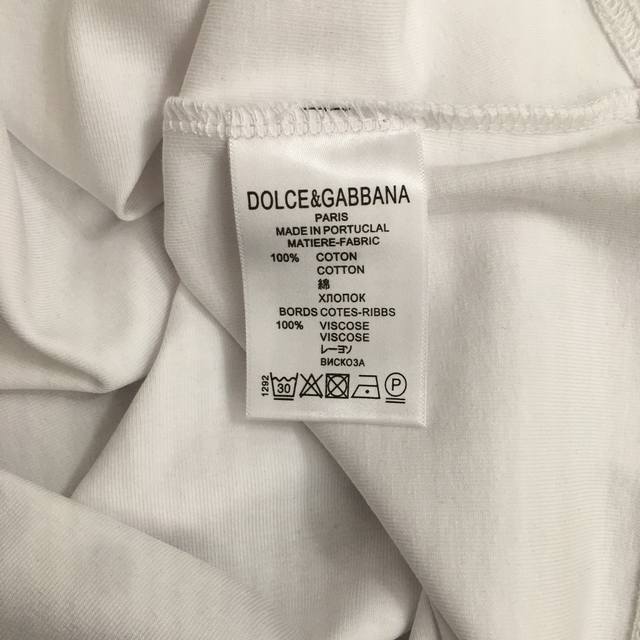 DOLCE&GABBANA
PARIS
MADE IN PORTUCLAL
MATIERE-FABRIC
100% COTON
COTTON
綿
ХЛОПОК
BORDS COTES-RIBBS
100% VISCOSE
VISCOSE
レーヨソ
ВИСКОЗА
1292
30
P